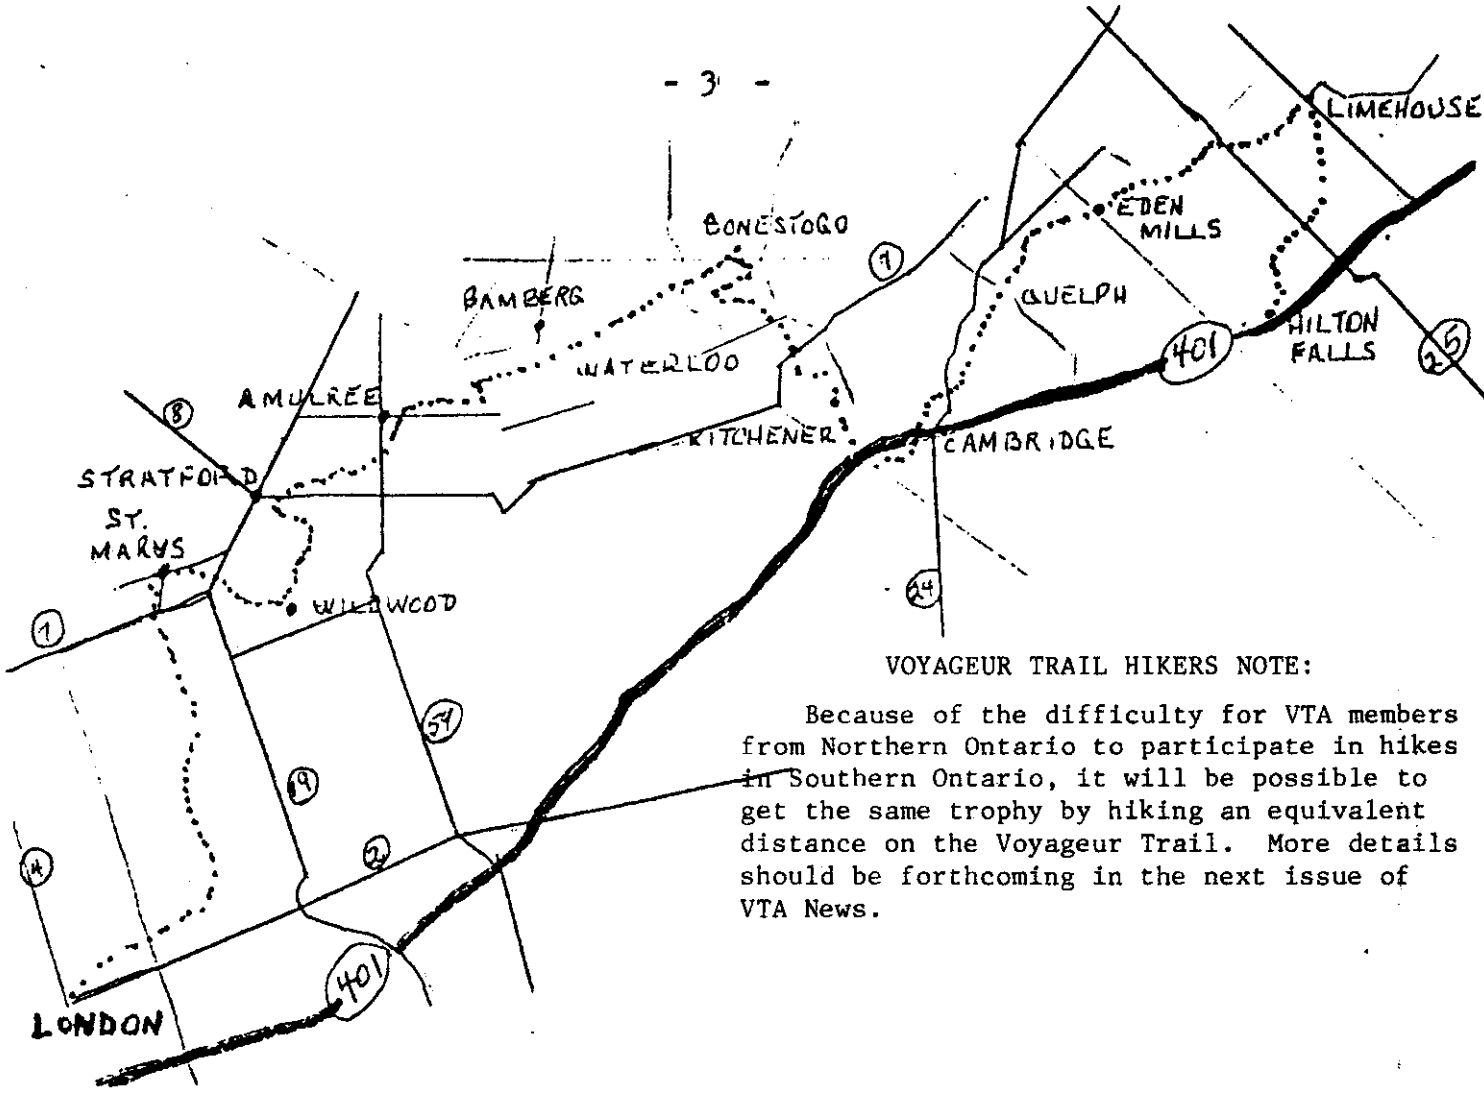 - 3 -
LIMEHOUSE
EDEN
MILLS
CONESTOGO
7
BAMBERG
GUELPH
HILTON
FALLS
401
25
WATERLOO
AMULREE
8
KITCHENER
CAMBRIDGE
STRATFORD
ST.
MARYS
WILDWOOD
24
7
VOYAGEUR TRAIL HIKERS NOTE:
Because of the difficulty for VTA members
from Northern Ontario to participate in hikes
in Southern Ontario, it will be possible to
get the same trophy by hiking an equivalent
distance on the Voyageur Trail. More details
should be forthcoming in the next issue of
VTA News.
59
19
2
4
401
LONDON